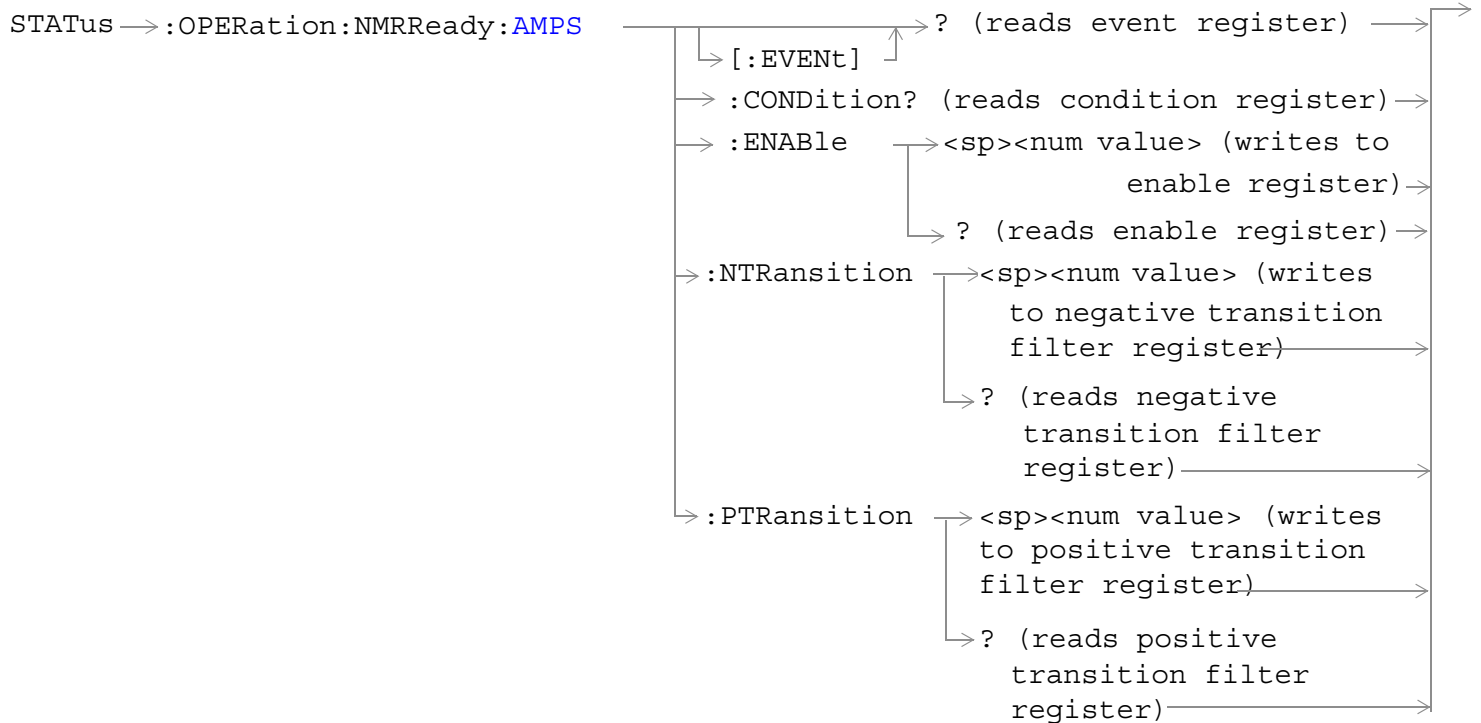 STATus :OPERation:NMRReady:AMPS ? (reads event register)
[:EVENt]
:CONDition? (reads condition register)
:ENABle <sp><num value> (writes to
enable register)
? (reads enable register)
:NTRansition <sp><num value> (writes
to negative transition
filter register)
? (reads negative
transition filter
register)
:PTRansition <sp><num value> (writes
to positive transition
filter register)
? (reads positive
transition filter
register)